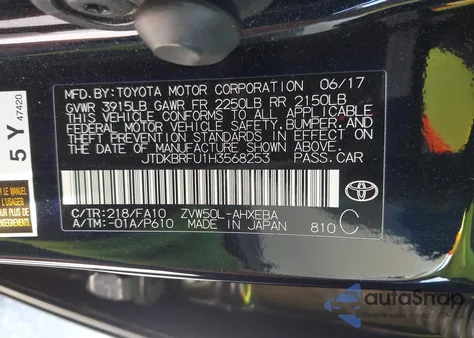 MFD.BY:TOYOTA MOTOR CORPORATION 06/17
GVWR 3915LB GAWR FR 2250LB RR 2150LB
THIS VEHICLE CONFORMS TO ALL APPLICABLE
FEDERAL MOTOR VEHICLE SAFETY, BUMPER, AND
THEFT PREVENTION STANDARDS IN EFFECT ON
THE DATE OF MANUFACTURE SHOWN ABOVE.
JTDKBRFU1H3568253 PASS.CAR
C/TR:218/FA10 ZVW50L-AHXEBA
A/TM:-01A/P610 MADE IN JAPAN 810 C
5 Y
47420
autoSnap